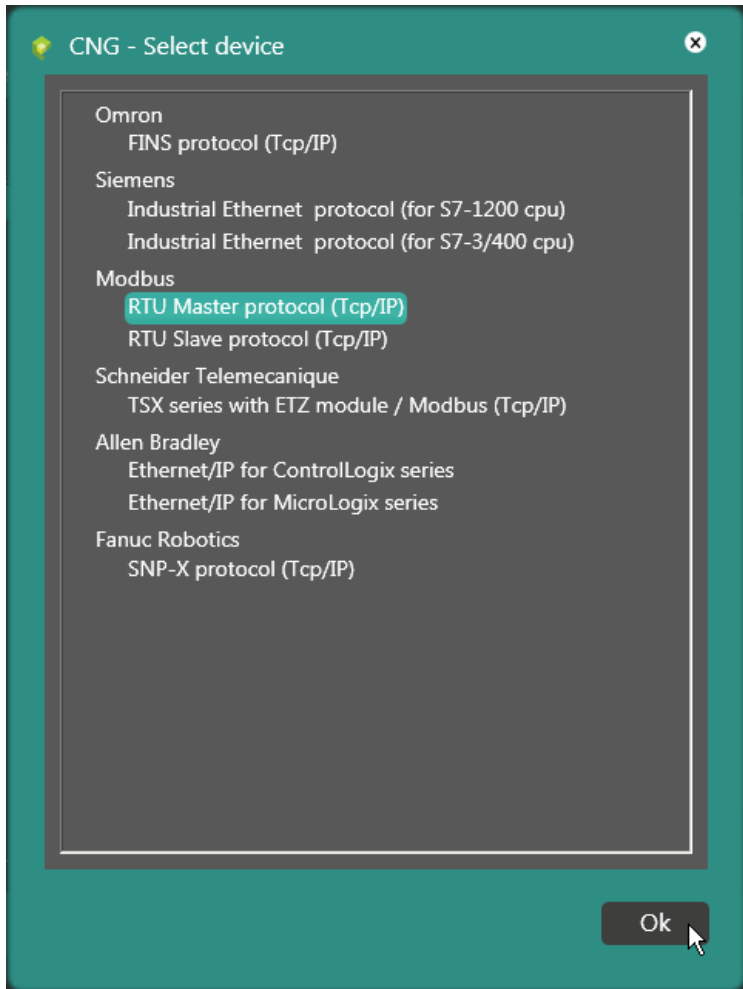 CNG - Select device
Omron
FINS protocol (Tcp/IP)
Siemens
Industrial Ethernet  protocol (for S7-1200 cpu)
Industrial Ethernet  protocol (for S7-3/400 cpu)
Modbus
RTU Master protocol (Tcp/IP)
RTU Slave protocol (Tcp/IP)
Schneider Telemecanique
TSX series with ETZ module / Modbus (Tcp/IP)
Allen Bradley
Ethernet/IP for ControlLogix series
Ethernet/IP for MicroLogix series
Fanuc Robotics
SNP-X protocol (Tcp/IP)
Ok